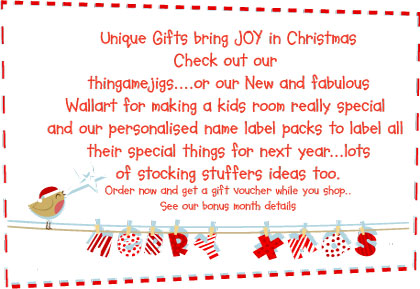 Unique Gifts bring JOY in Christmas
Check out our
thingamejigs....or our New and fabulous
Wallart for making a kids room really special
and our personalised name label packs to label all
their special things for next year...lots
of stocking stuffers ideas too.
Order now and get a gift voucher while you shop..
See our bonus month details
MERRY XMAS